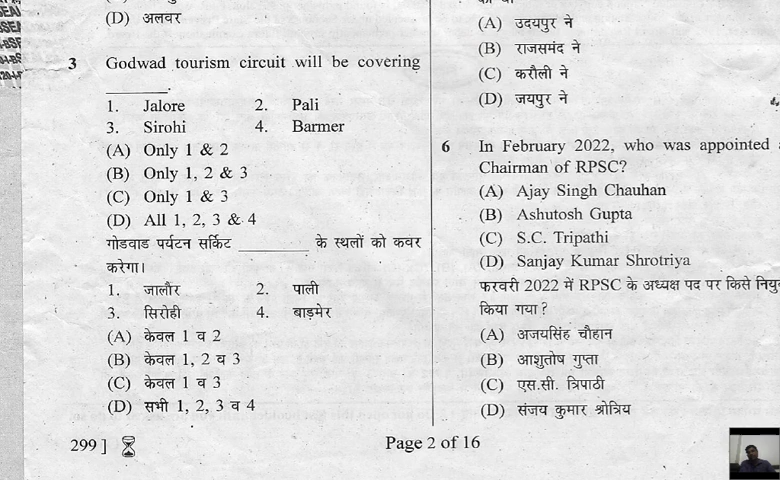 (D) अलवर
3 Godwad tourism circuit will be covering
________.
1. Jalore 2. Pali
3. Sirohi 4. Barmer
(A) Only 1 & 2
(B) Only 1, 2 & 3
(C) Only 1 & 3
(D) All 1, 2, 3 & 4
गोडवाड पर्यटन सर्किट ________ के स्थलों को कवर
करेगा।
1. जालौर 2. पाली
3. सिरोही 4. बाड़मेर
(A) केवल 1 व 2
(B) केवल 1, 2 व 3
(C) केवल 1 व 3
(D) सभी 1, 2, 3 व 4
(A) उदयपुर ने
(B) राजसमंद ने
(C) करौली ने
(D) जयपुर ने
6 In February 2022, who was appointed
Chairman of RPSC?
(A) Ajay Singh Chauhan
(B) Ashutosh Gupta
(C) S.C. Tripathi
(D) Sanjay Kumar Shrotriya
फरवरी 2022 में RPSC के अध्यक्ष पद पर किसे
किया गया?
(A) अजयसिंह चौहान
(B) आशुतोष गुप्ता
(C) एस.सी. त्रिपाठी
(D) संजय कुमार श्रोत्रिय
299 ] Page 2 of 16